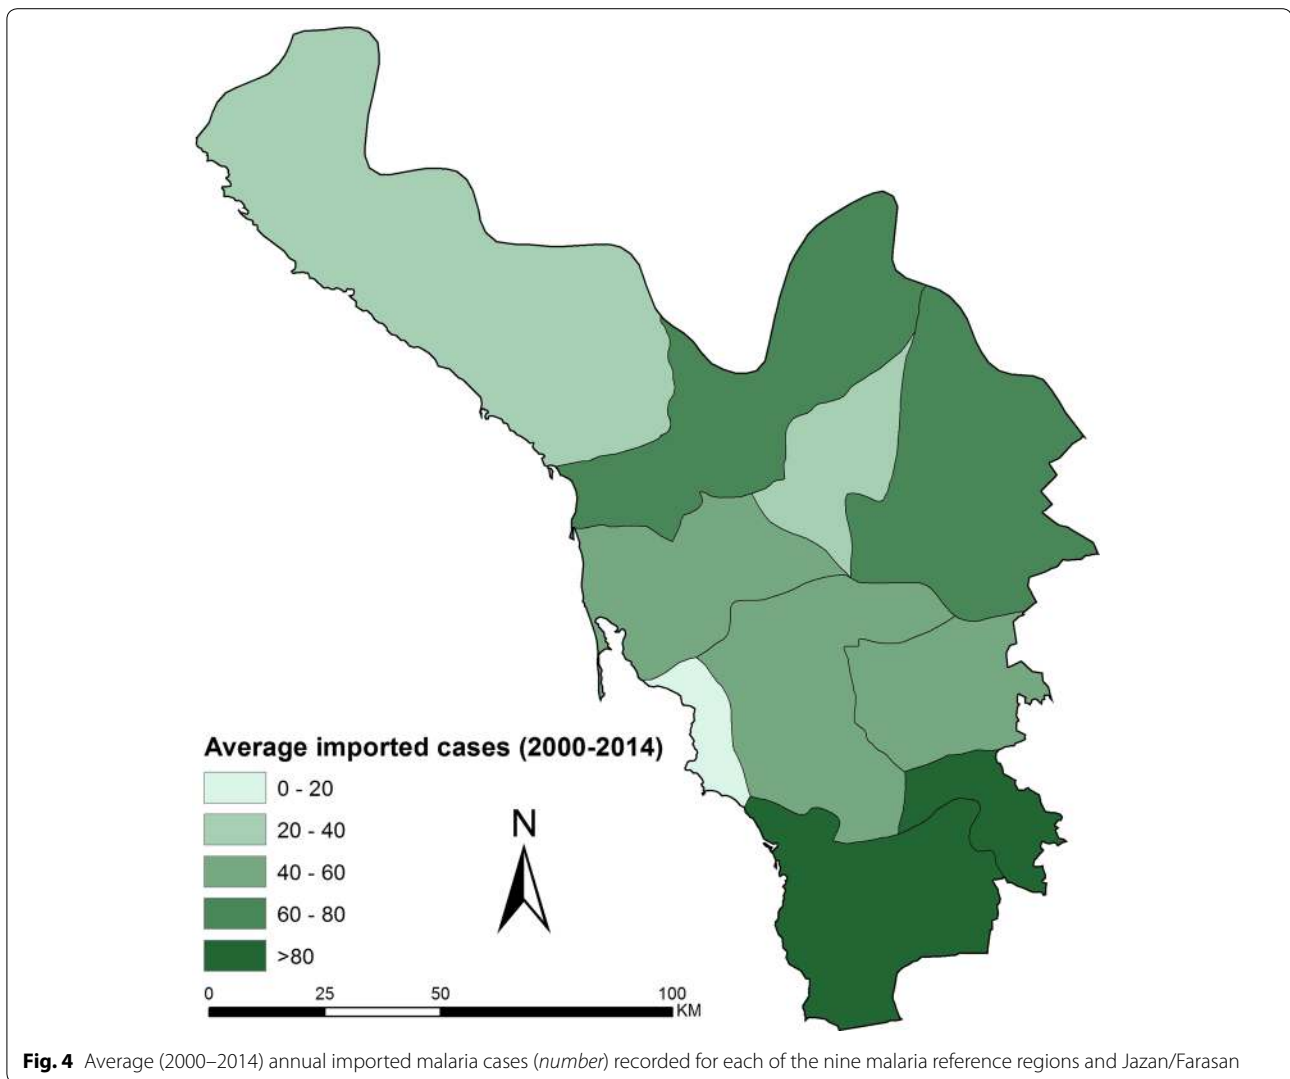 Average imported cases (2000-2014)
0 - 20
20 - 40
40 - 60
60 - 80
>80
N
0 25 50 100
KM
Fig. 4 Average (2000–2014) annual imported malaria cases (number) recorded for each of the nine malaria reference regions and Jazan/Farasan